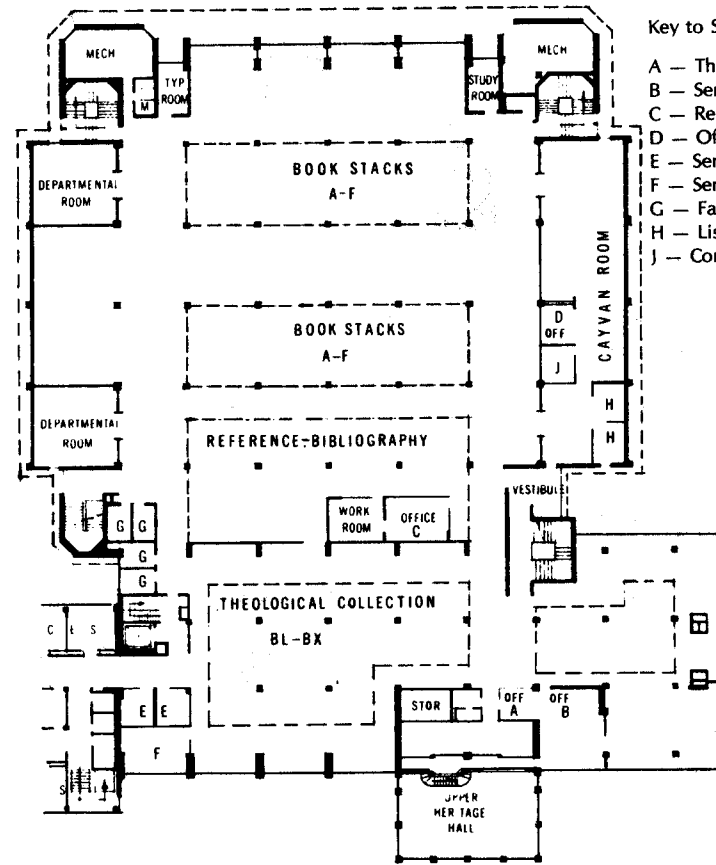 Key to S
A — Th
B — Ser
C — Re
D — Of
E — Ser
F — Ser
G — Fa
H — Lis
J — Cor
MECH
MECH
TYP
ROOM
M
STUDY
ROOM
DEPARTMENTAL
ROOM
BOOK STACKS
A-F
CAYVAN ROOM
BOOK STACKS
A-F
D
OFF
J
H
H
DEPARTMENTAL
ROOM
REFERENCE-BIBLIOGRAPHY
VESTIBULE
WORK
ROOM
OFFICE
C
G G
G
G
THEOLOGICAL COLLECTION
BL-BX
C E S
E E
F
STOR
OFF
A
OFF
B
S
UPPER
HERITAGE
HALL